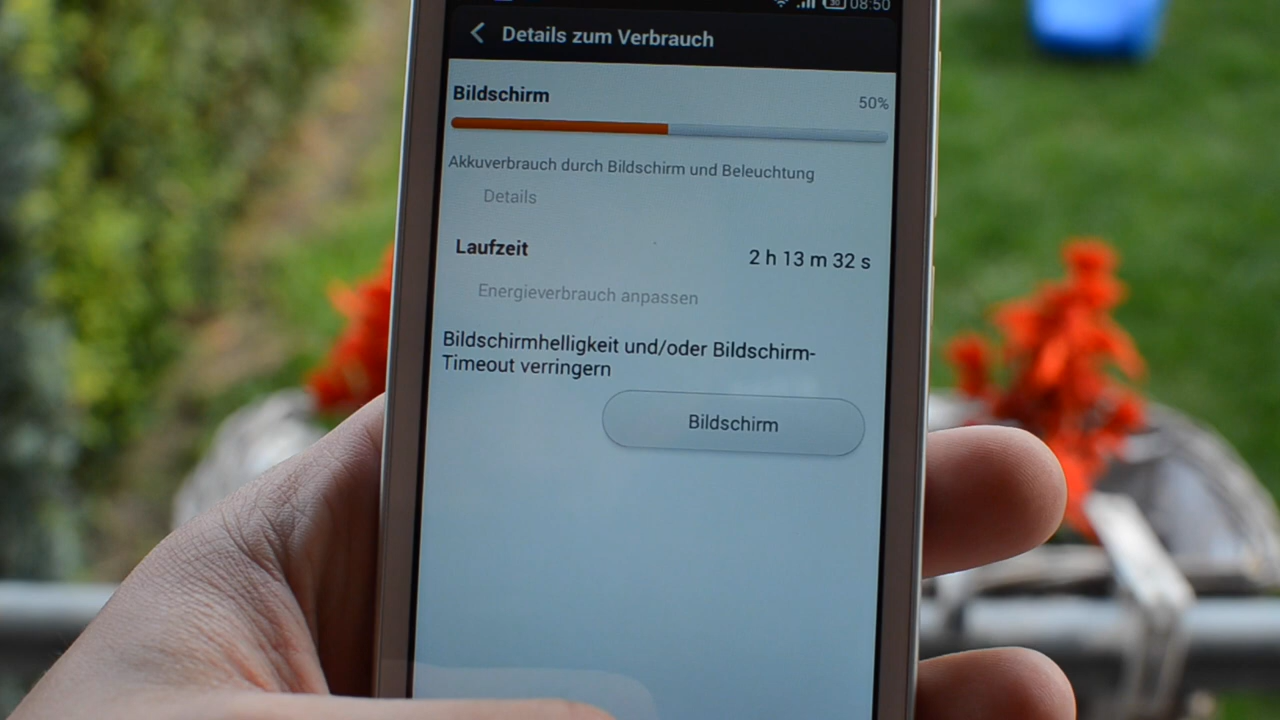 08:50
Details zum Verbrauch
Bildschirm 50%
Akkuverbrauch durch Bildschirm und Beleuchtung
Details
Laufzeit 2 h 13 m 32 s
Energieverbrauch anpassen
Bildschirmhelligkeit und/oder Bildschirm-
Timeout verringern
Bildschirm